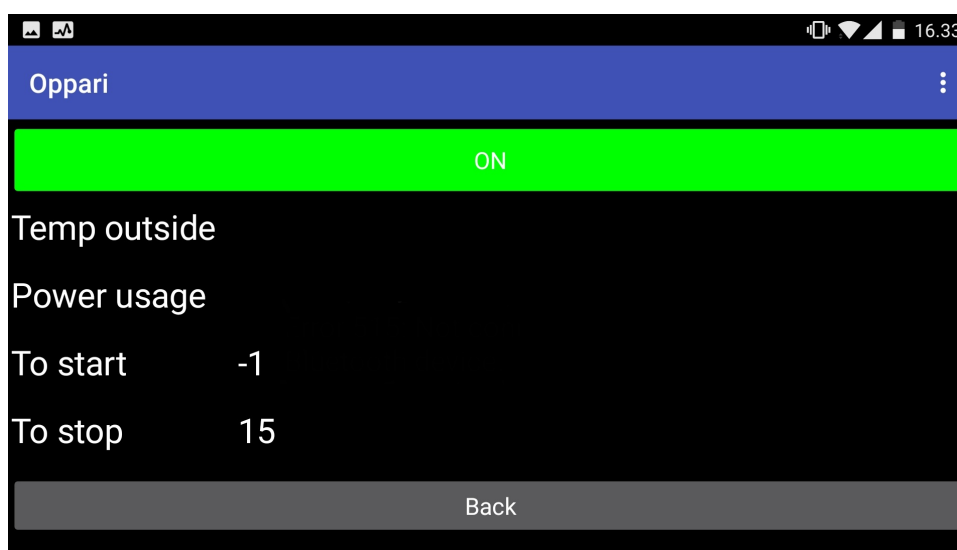 16.33
Oppari
ON
Temp outside
Power usage
To start -1
To stop 15
Back